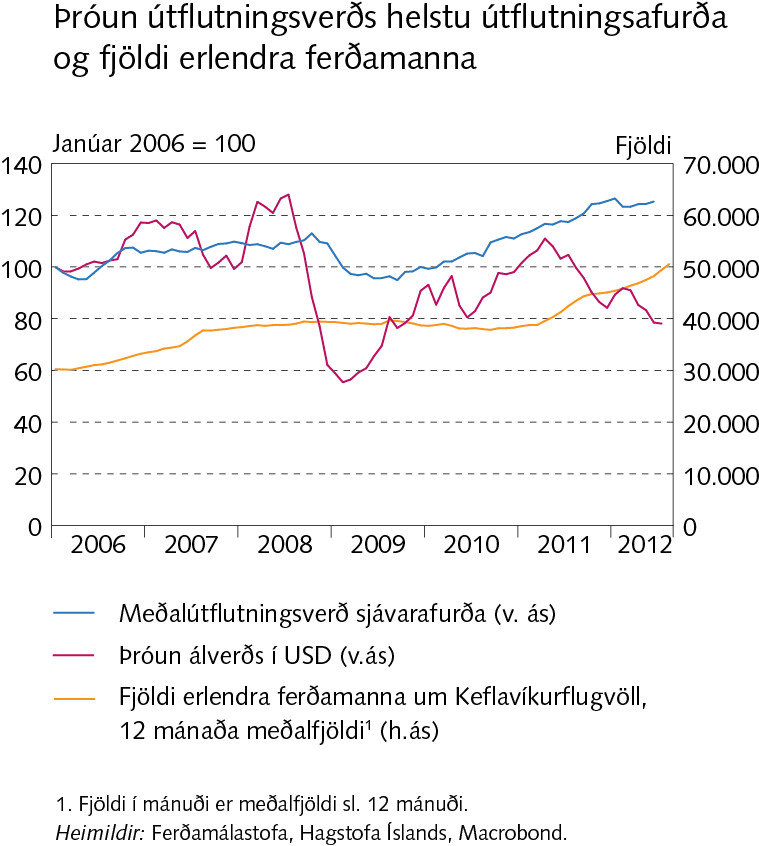 Þróun útflutningsverðs helstu útflutningsafurða
og fjöldi erlendra ferðamanna
Janúar 2006 = 100
Fjöldi
140
120
100
80
60
40
20
0
70.000
60.000
50.000
40.000
30.000
20.000
10.000
0
2006 2007 2008 2009 2010 2011 2012
Meðalútflutningsverð sjávarafurða (v. ás)
Þróun álverðs í USD (v.ás)
Fjöldi erlendra ferðamanna um Keflavíkurflugvöll,
12 mánaða meðalfjöldi¹ (h.ás)
1. Fjöldi í mánuði er meðalfjöldi sl. 12 mánuði.
Heimildir: Ferðamálastofa, Hagstofa Íslands, Macrobond.